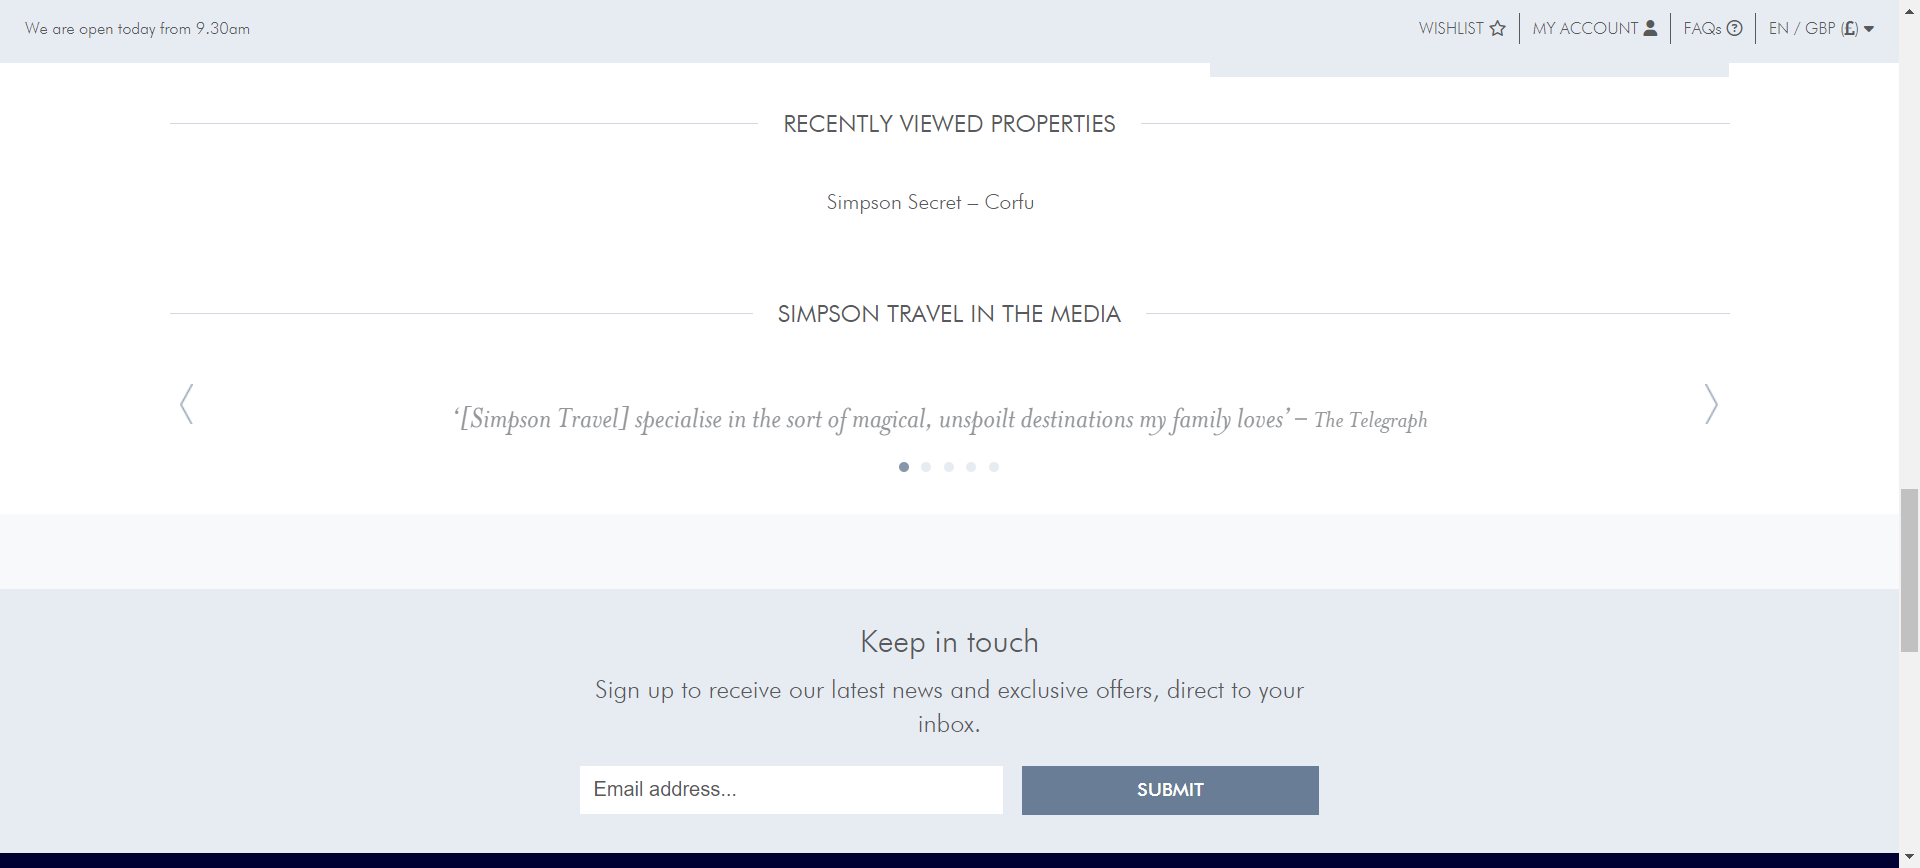 We are open today from 9.30am
WISHLIST
MY ACCOUNT
FAQs
EN / GBP (£)
RECENTLY VIEWED PROPERTIES
Simpson Secret – Corfu
SIMPSON TRAVEL IN THE MEDIA
‘[Simpson Travel] specialise in the sort of magical, unspoilt destinations my family loves’ – The Telegraph
Keep in touch
Sign up to receive our latest news and exclusive offers, direct to your
inbox.
Email address...
SUBMIT